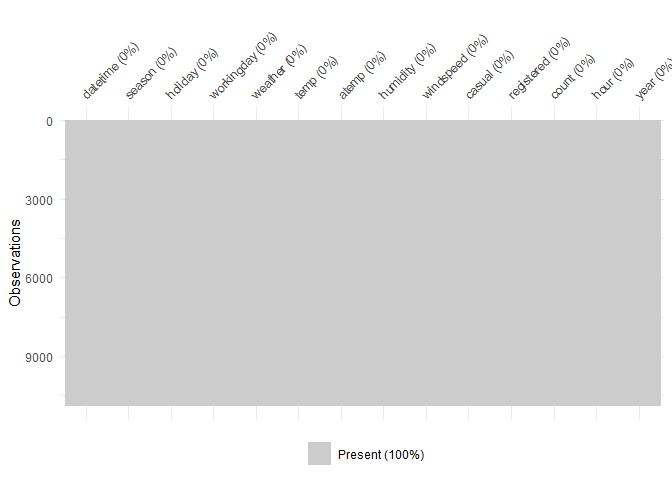 datetime (0%)
season (0%)
holiday (0%)
workingday (0%)
weather (0%)
temp (0%)
atemp (0%)
humidity (0%)
windspeed (0%)
casual (0%)
registered (0%)
count (0%)
hour (0%)
year (0%
0
3000
6000
9000
Observations
Present (100%)